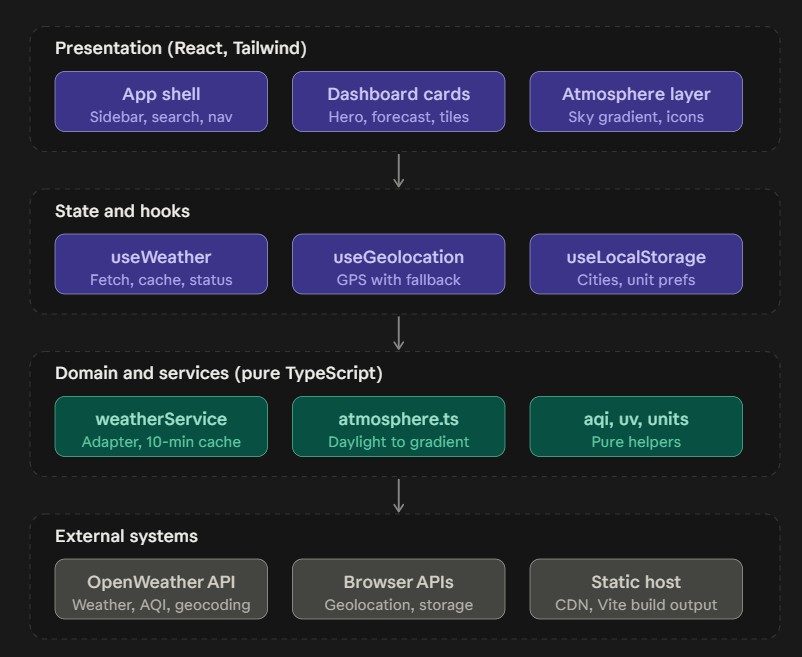 Presentation (React, Tailwind)
App shell
Sidebar, search, nav
Dashboard cards
Hero, forecast, tiles
Atmosphere layer
Sky gradient, icons
State and hooks
useWeather
Fetch, cache, status
useGeolocation
GPS with fallback
useLocalStorage
Cities, unit prefs
Domain and services (pure TypeScript)
weatherService
Adapter, 10-min cache
atmosphere.ts
Daylight to gradient
aqi, uv, units
Pure helpers
External systems
OpenWeather API
Weather, AQI, geocoding
Browser APIs
Geolocation, storage
Static host
CDN, Vite build output